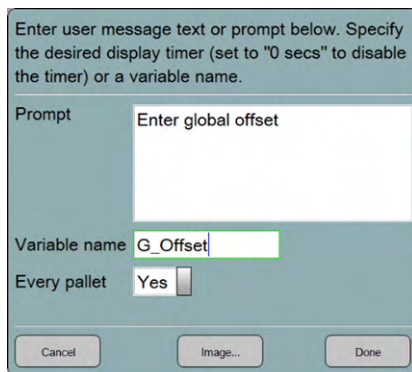 Enter user message text or prompt below. Specify
the desired display timer (set to "0 secs" to disable
the timer) or a variable name.
Prompt
Enter global offset
Variable name G_Offset
Every pallet Yes
Cancel Image... Done